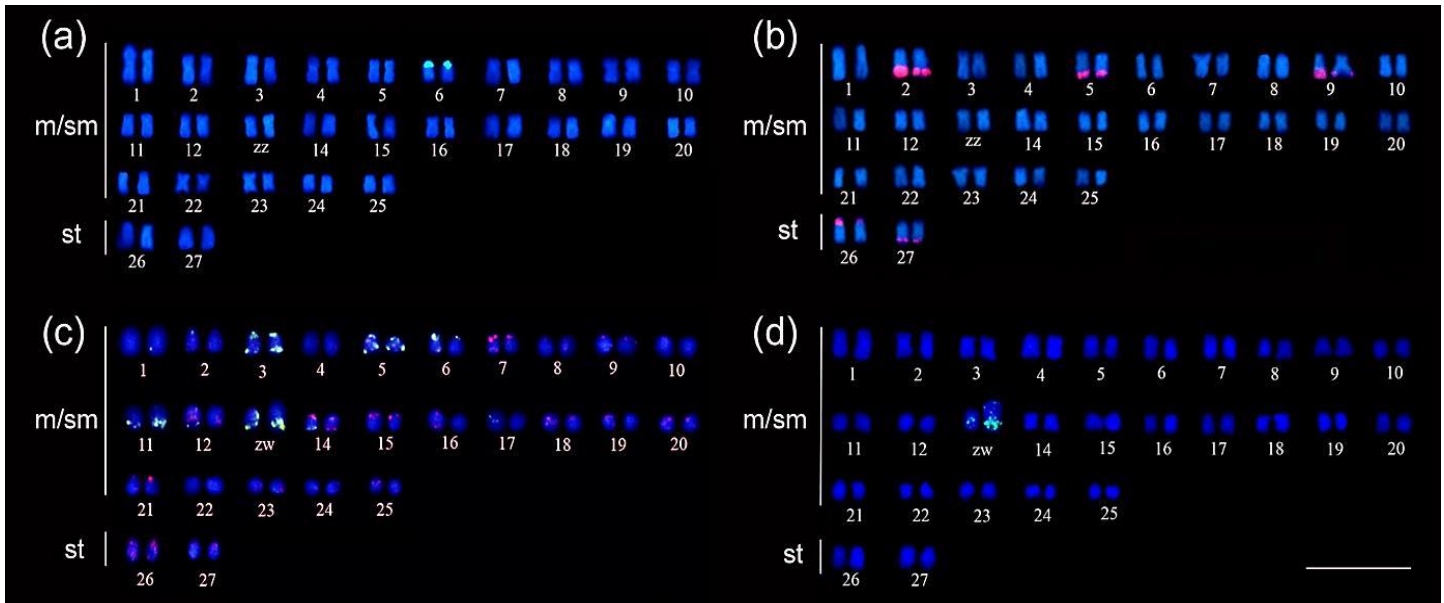 (a)
1 2 3 4 5 6 7 8 9 10
m/sm
11 12 zz 14 15 16 17 18 19 20
21 22 23 24 25
st
26 27
(b)
1 2 3 4 5 6 7 8 9 10
m/sm
11 12 zz 14 15 16 17 18 19 20
21 22 23 24 25
st
26 27
(c)
1 2 3 4 5 6 7 8 9 10
m/sm
11 12 zw 14 15 16 17 18 19 20
21 22 23 24 25
st
26 27
(d)
1 2 3 4 5 6 7 8 9 10
m/sm
11 12 zw 14 15 16 17 18 19 20
21 22 23 24 25
st
26 27